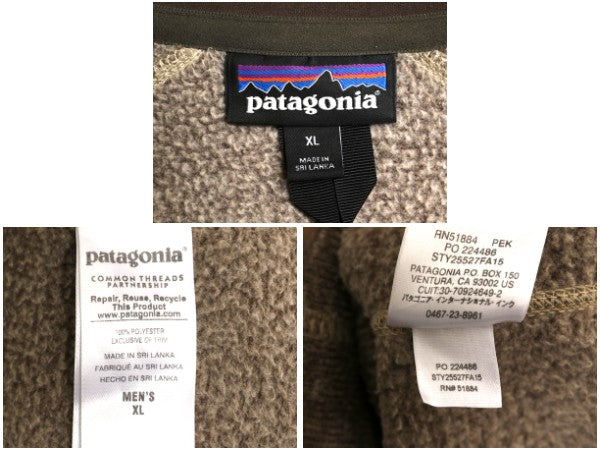 patagonia®
XL
MADE IN
SRI LANKA
patagonia®
COMMON THREADS
PARTNERSHIP
Repair, Reuse, Recycle
This Product
www.patagonia.com
100% POLYESTER
EXCLUSIVE OF TRIM
MADE IN SRI LANKA
FABRIQUÉ AU SRI LANKA
HECHO EN SRI LANKA
MEN'S
XL
RN51884 PEK
PO 224486
STY25527FA15
PATAGONIA P.O. BOX 150
VENTURA, CA 93002 US
CUIT:30-70924649-2
パタゴニア・インターナショナル・インク
0467-23-8961
PO 224486
STY25527FA15
RN# 51884